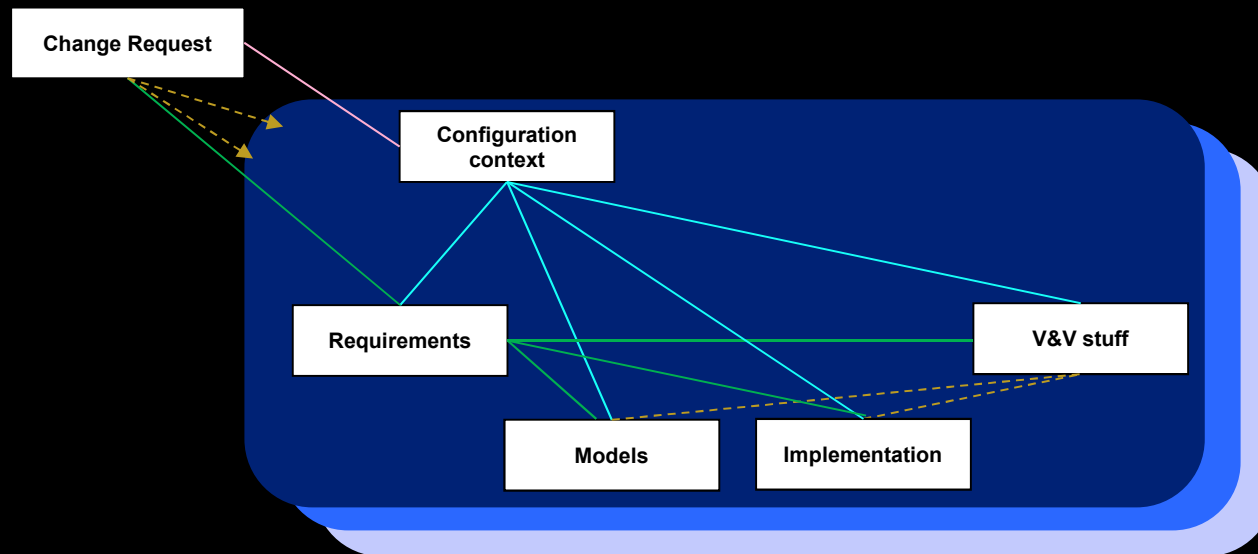 Change Request
Configuration
context
Requirements
V&V stuff
Models
Implementation